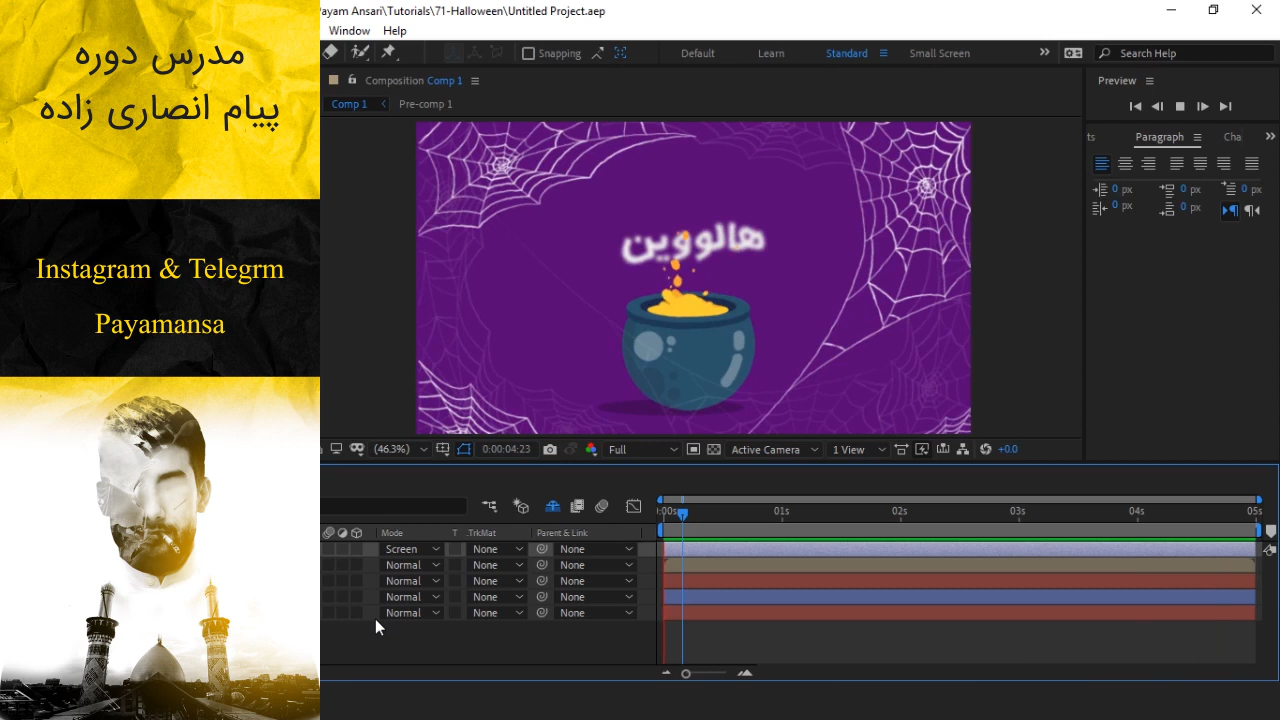 مدرس دوره
پیام انصاری زاده
Instagram & Telegrm
Payamansa
Payam Ansari\Tutorials\71-Halloween\Untitled Project.aep
Window Help
Snapping
Default Learn Standard Small Screen
Search Help
Composition Comp 1
Comp 1 Pre-comp 1
Preview
ts Paragraph Cha
0 px 0 px 0 px
0 px 0 px
هالووین
(46.3%) 0:00:04:23 Full Active Camera 1 View +0.0
:00s 01s 02s 03s 04s 05s
Mode T .TrkMat Parent & Link
Screen None None
Normal None None
Normal None None
Normal None None
Normal None None